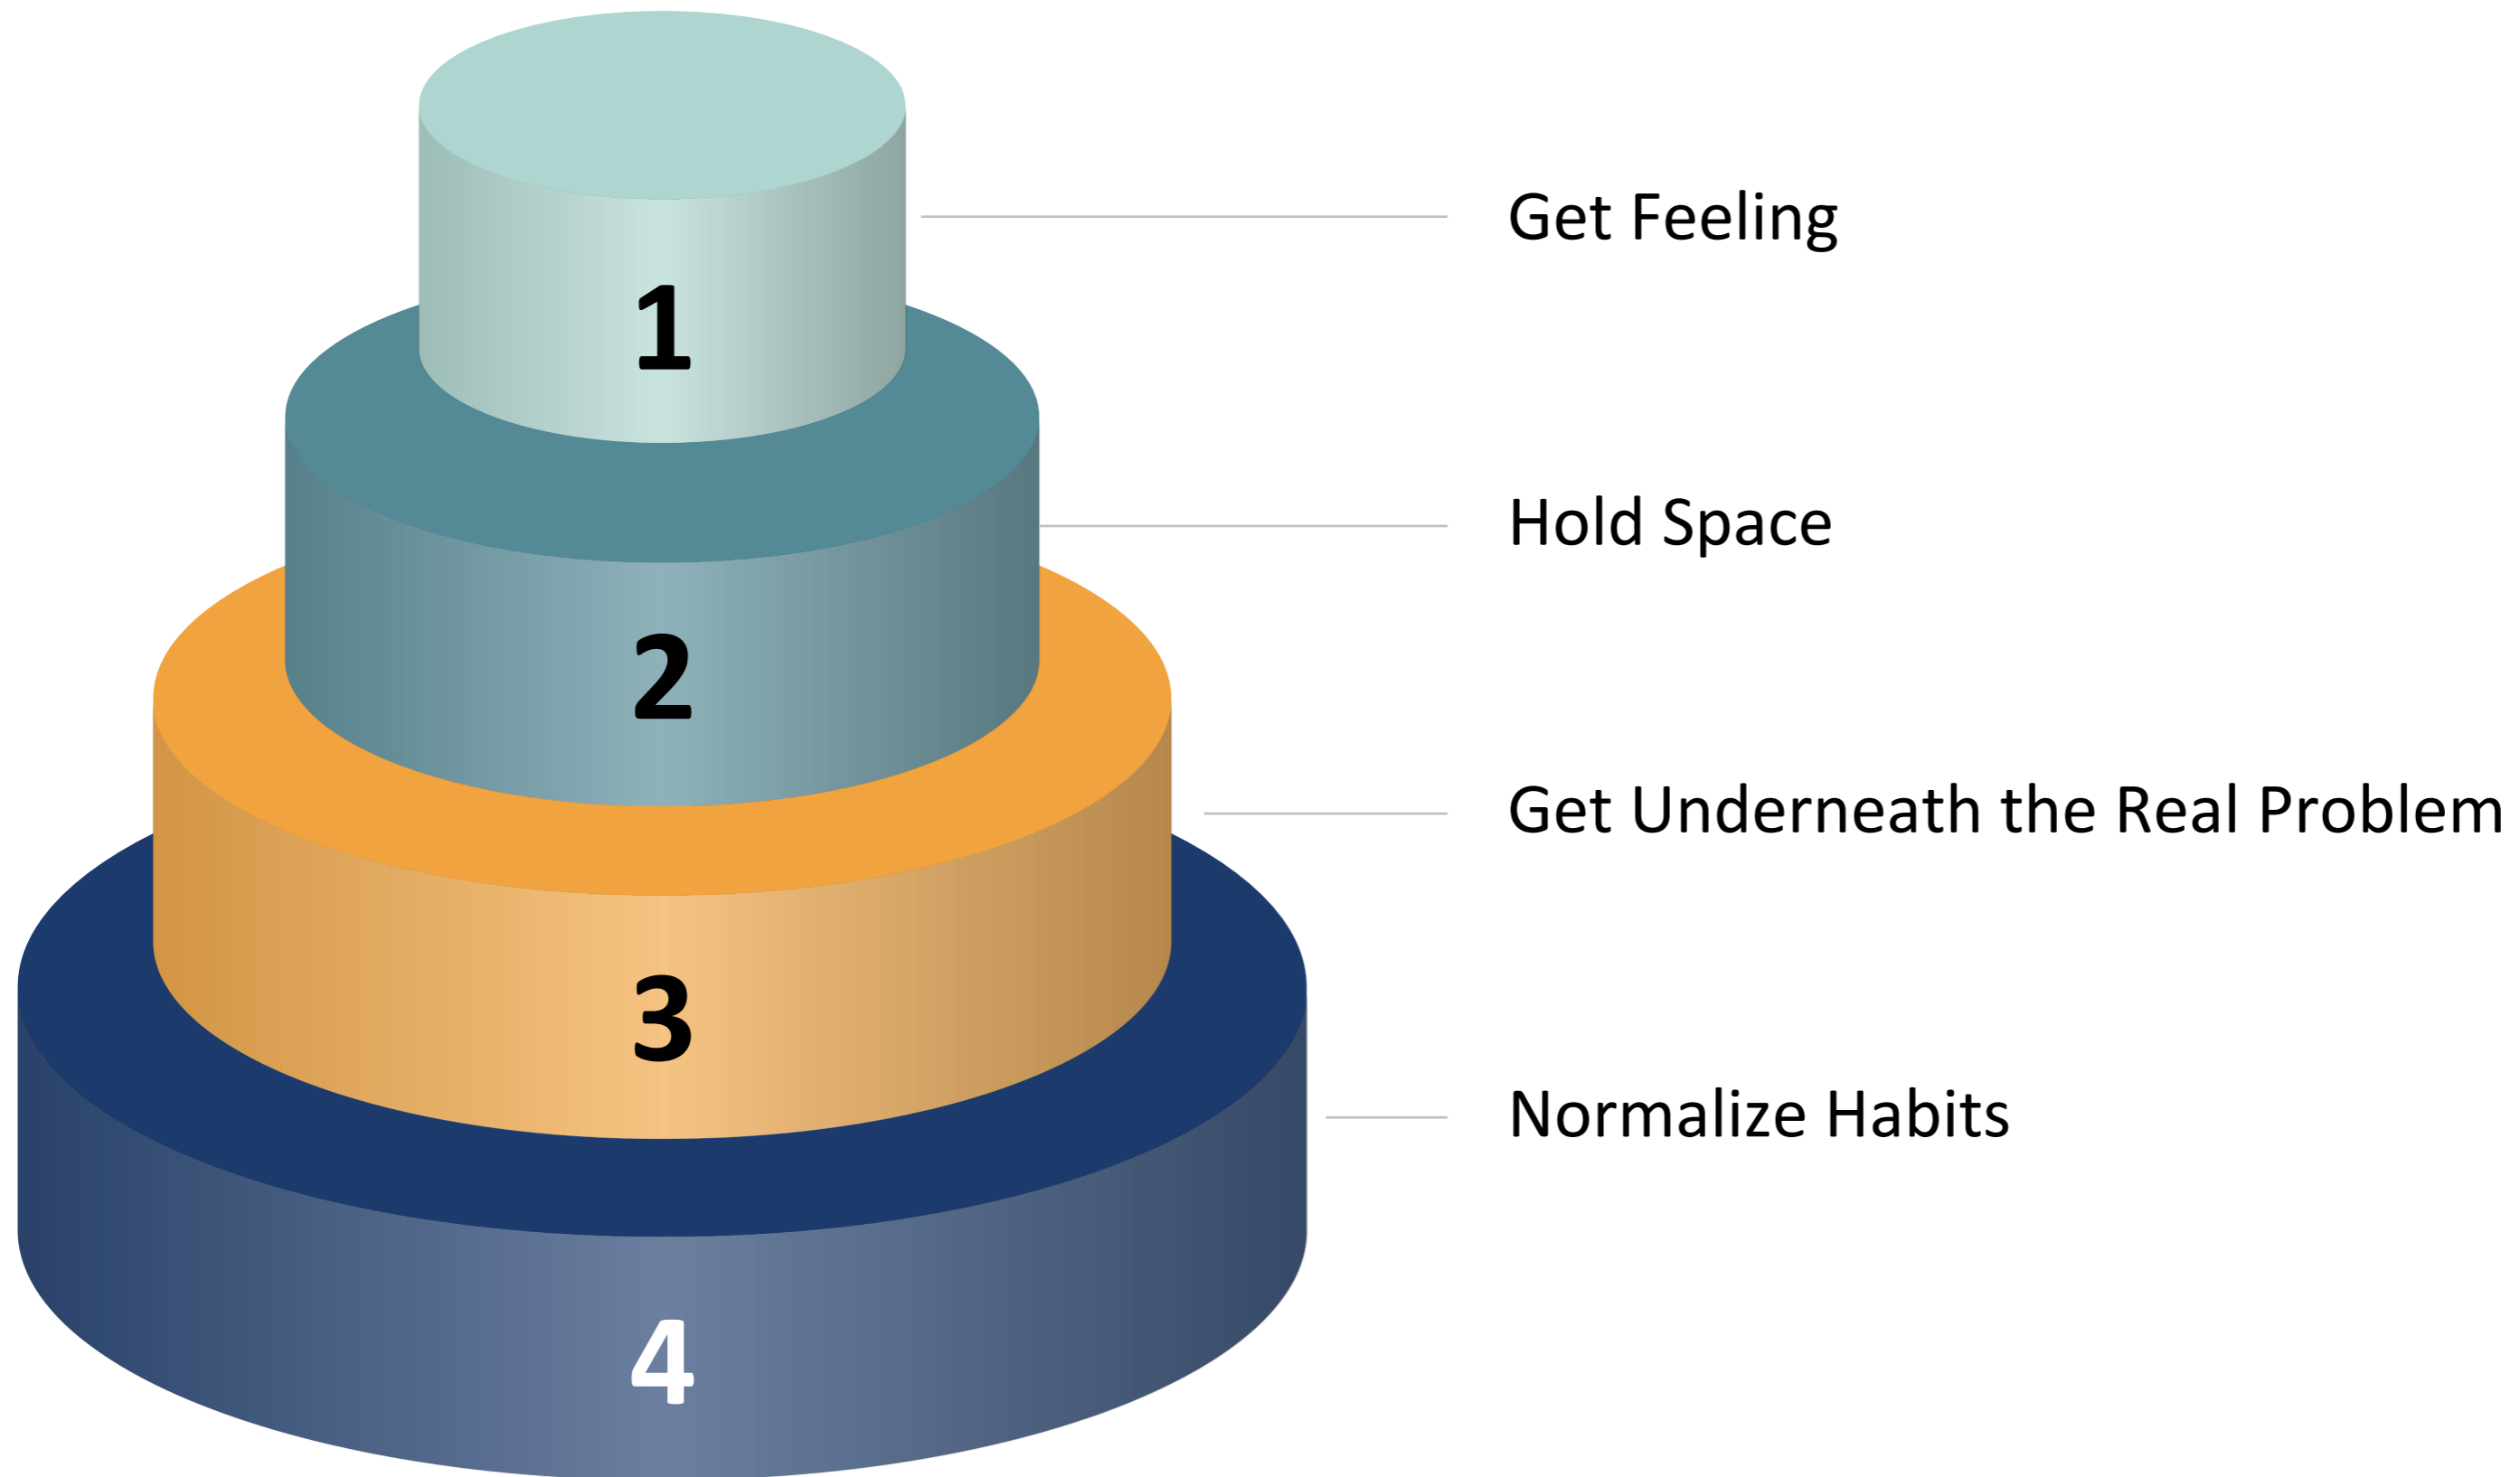 1
Get Feeling
2
Hold Space
3
Get Underneath the Real Problem
4
Normalize Habits